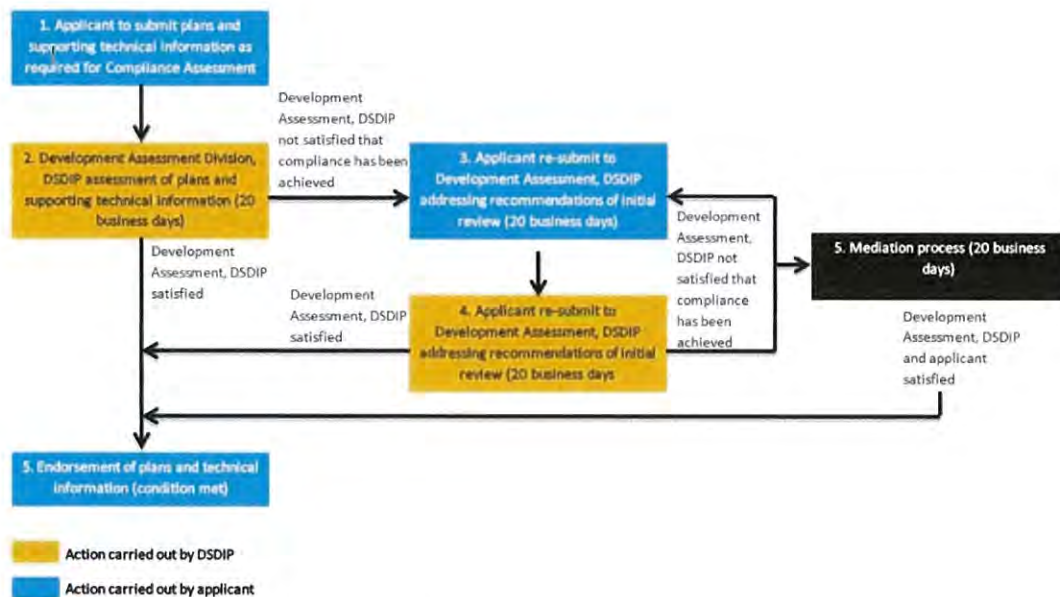 1. Applicant to submit plans and
supporting technical information as
required for Compliance Assessment
Development
Assessment, DSDIP
not satisfied that
compliance has been
achieved
2. Development Assessment Division,
DSDIP assessment of plans and
supporting technical information (20
business days)
3. Applicant re-submit to
Development Assessment, DSDIP
addressing recommendations of initial
review (20 business days)
Development
Assessment,
DSDIP not
satisfied that
compliance
has been
achieved
5. Mediation process (20 business
days)
Development
Assessment, DSDIP
satisfied
Development
Assessment, DSDIP
satisfied
4. Applicant re-submit to
Development Assessment, DSDIP
addressing recommendations of initial
review (20 business days
Development
Assessment, DSDIP
and applicant
satisfied
5. Endorsement of plans and technical
information (condition met)
Action carried out by DSDIP
Action carried out by applicant